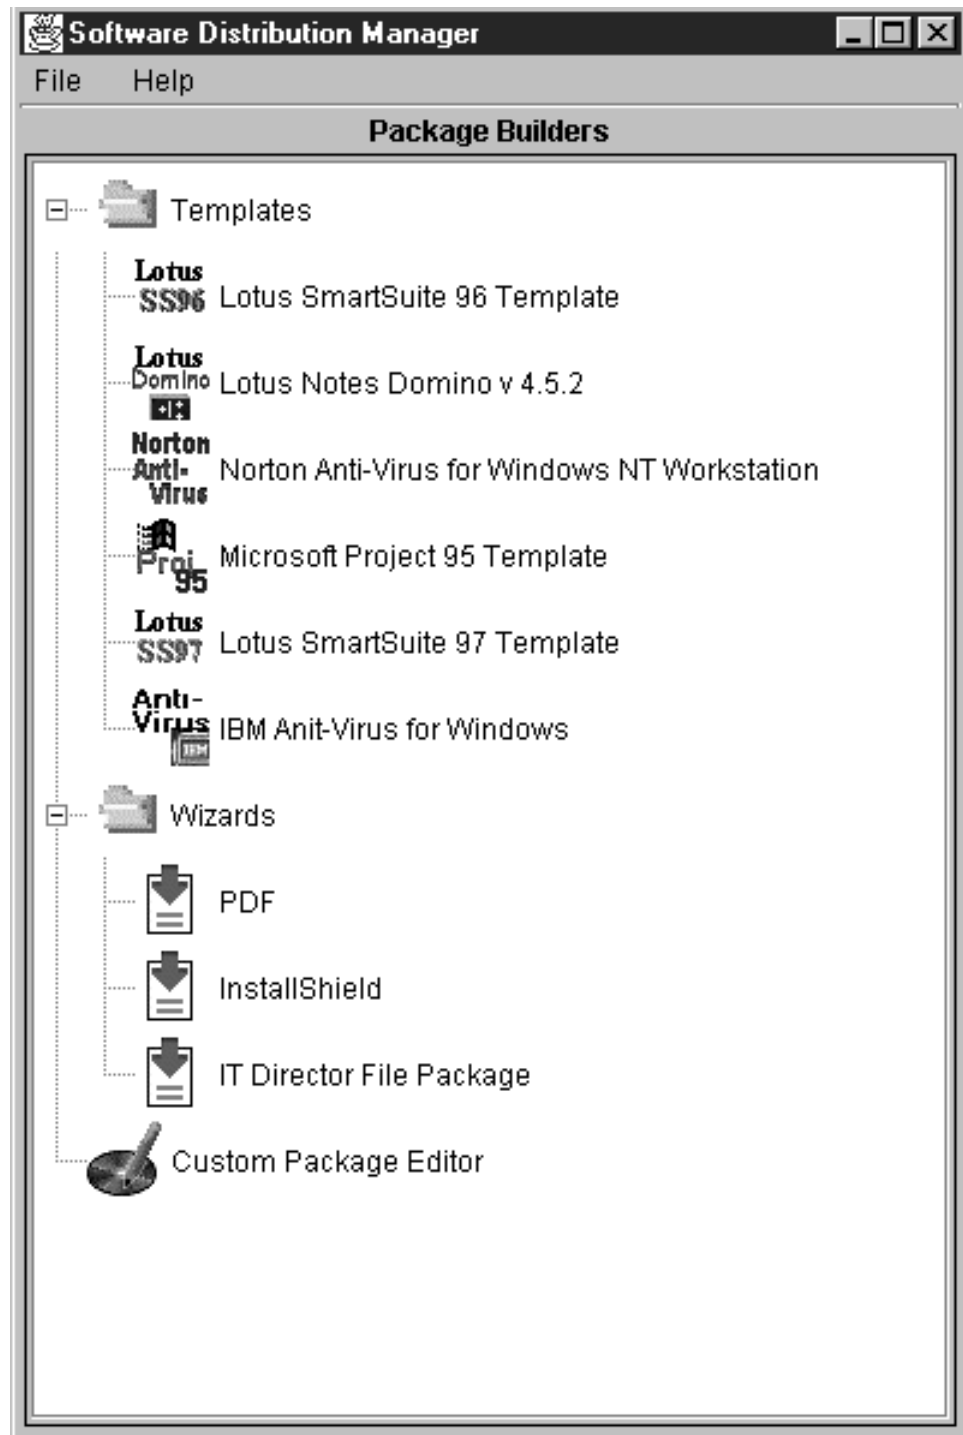 Software Distribution Manager
File Help
Package Builders
Templates
Lotus
SS96 Lotus SmartSuite 96 Template
Lotus
Domino Lotus Notes Domino v 4.5.2
Norton
Anti-
Virus Norton Anti-Virus for Windows NT Workstation
Proj
95 Microsoft Project 95 Template
Lotus
SS97 Lotus SmartSuite 97 Template
Anti-
Virus IBM Anit-Virus for Windows
IBM
Wizards
PDF
InstallShield
IT Director File Package
Custom Package Editor